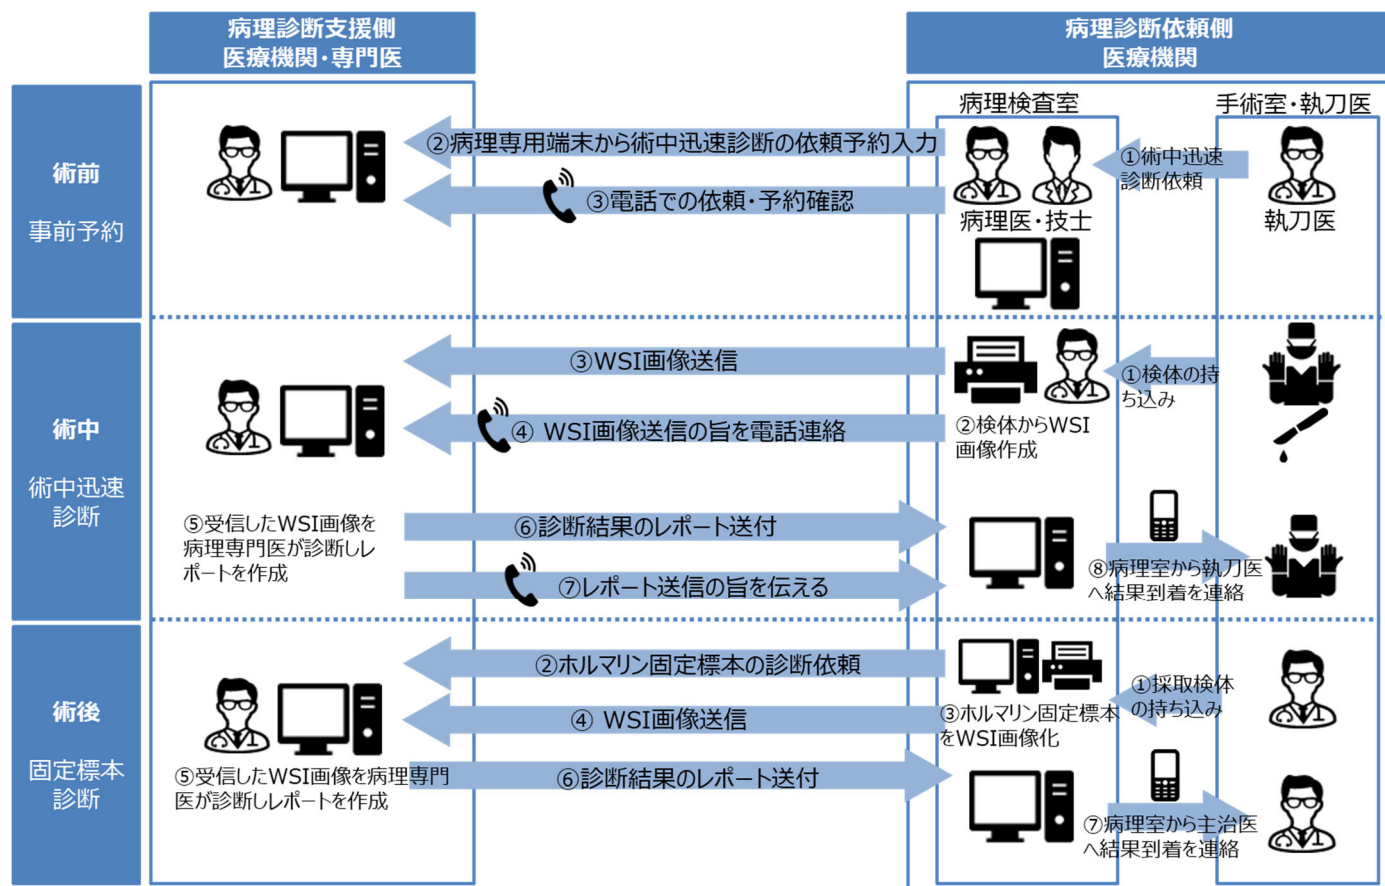 病理診断支援側
医療機関・専門医
病理診断依頼側
医療機関
術前
事前予約
病理検査室
手術室・執刀医
②病理専用端末から術中迅速診断の依頼予約入力
①術中迅速
診断依頼
③電話での依頼・予約確認
病理医・技士
執刀医
術中
術中迅速
診断
③WSI画像送信
①検体の持
ち込み
④ WSI画像送信の旨を電話連絡
②検体からWSI
画像作成
⑤受信したWSI画像を
病理専門医が診断しレ
ポートを作成
⑥診断結果のレポート送付
⑦レポート送信の旨を伝える
⑧病理室から執刀医
へ結果到着を連絡
術後
固定標本
診断
②ホルマリン固定標本の診断依頼
①採取検体
の持ち込み
④ WSI画像送信
③ホルマリン固定標本
をWSI画像化
⑤受信したWSI画像を病理専門
医が診断しレポートを作成
⑥診断結果のレポート送付
⑦病理室から主治医
へ結果到着を連絡